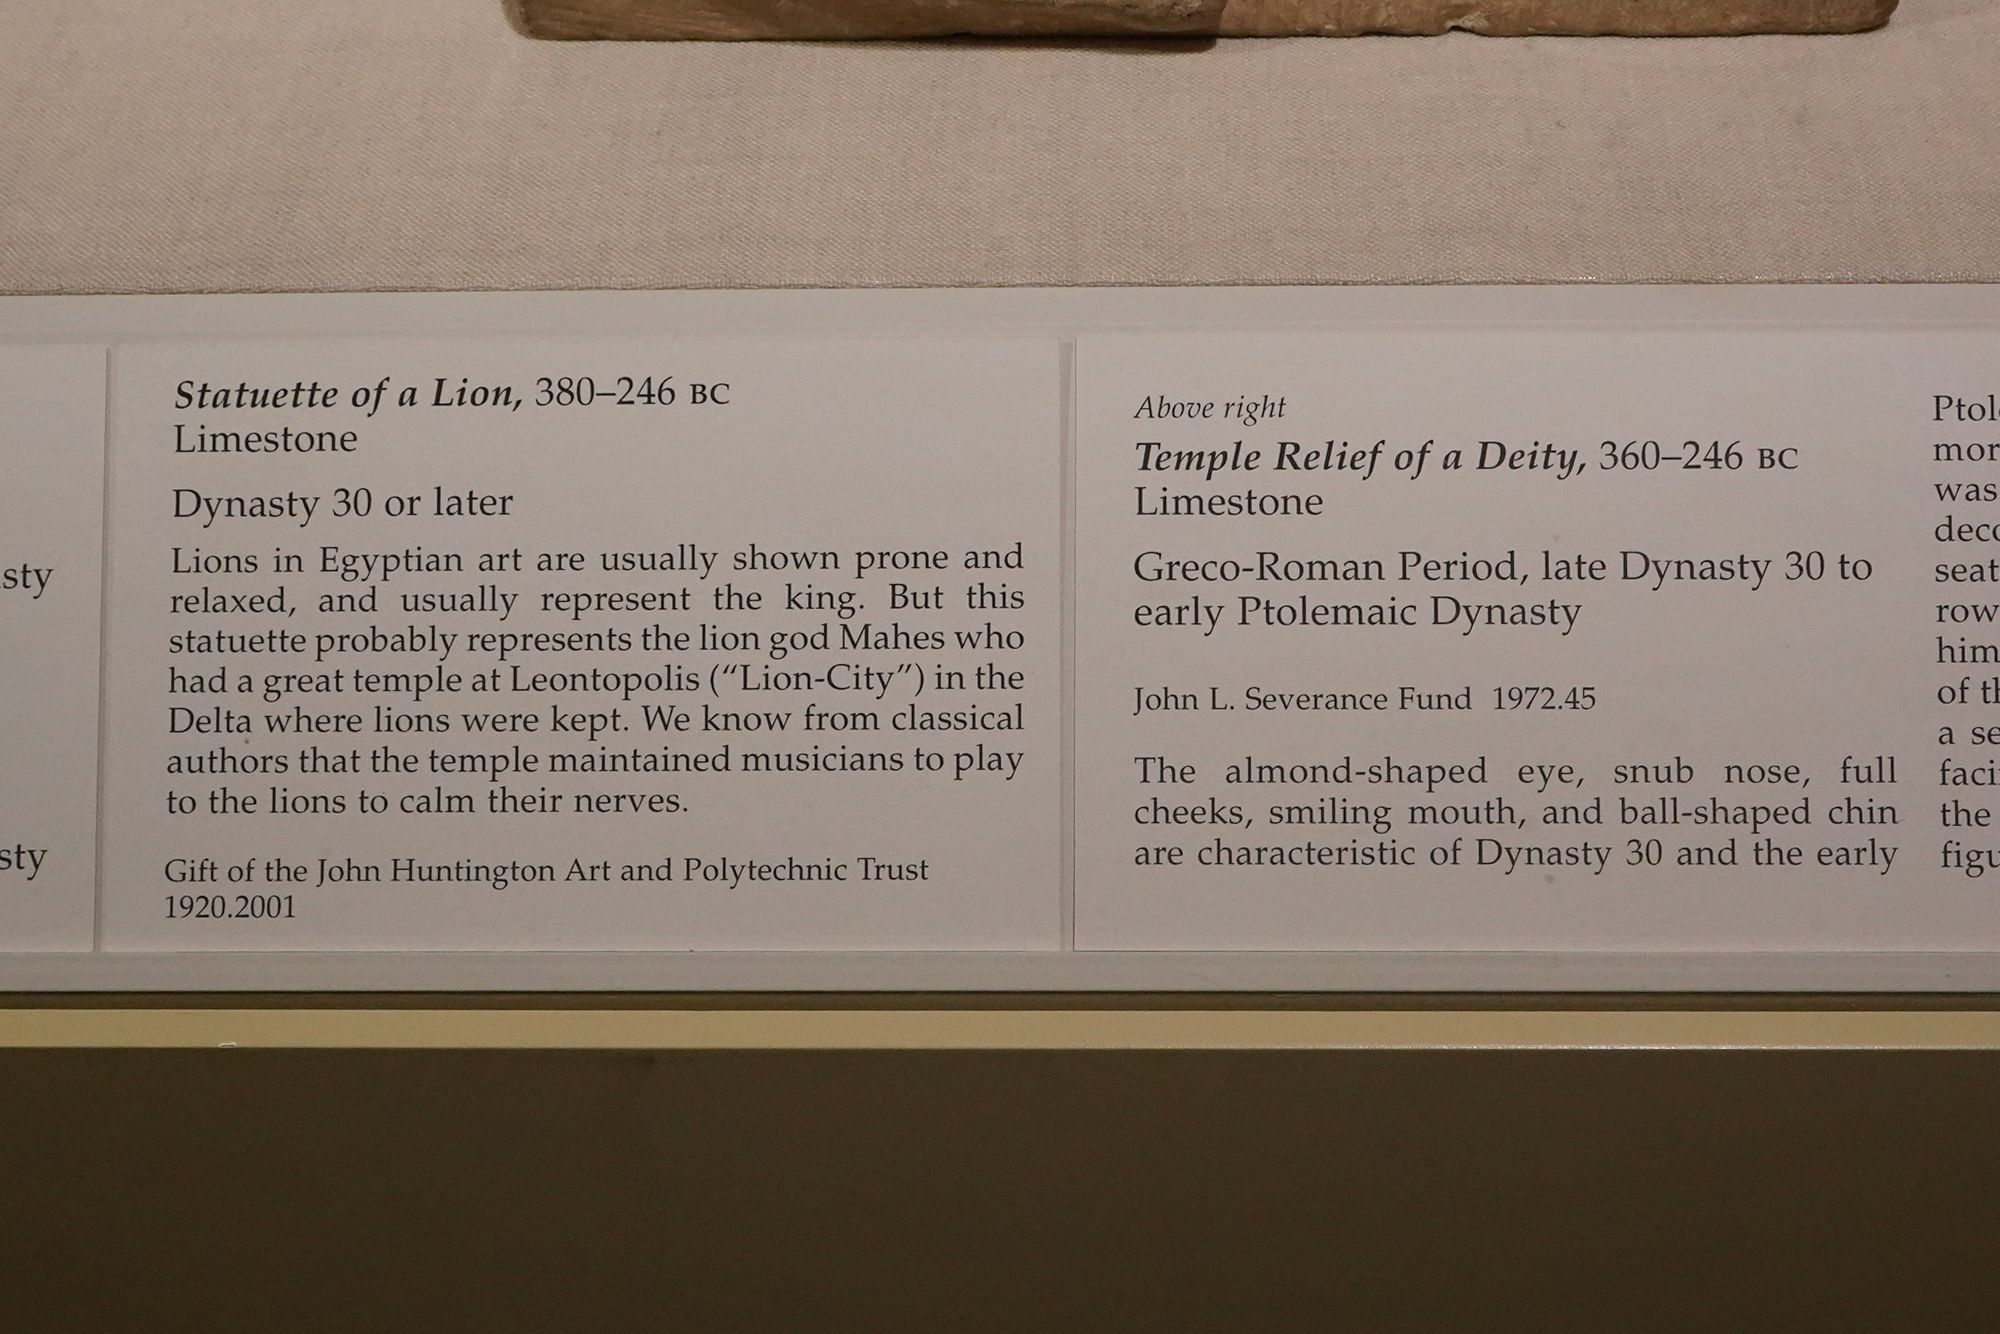 Statuette of a Lion, 380–246 BC
Limestone
Dynasty 30 or later
Lions in Egyptian art are usually shown prone and
relaxed, and usually represent the king. But this
statuette probably represents the lion god Mahes who
had a great temple at Leontopolis (“Lion-City”) in the
Delta where lions were kept. We know from classical
authors that the temple maintained musicians to play
to the lions to calm their nerves.
Gift of the John Huntington Art and Polytechnic Trust
1920.2001
Above right
Temple Relief of a Deity, 360–246 BC
Limestone
Greco-Roman Period, late Dynasty 30 to
early Ptolemaic Dynasty
John L. Severance Fund 1972.45
The almond-shaped eye, snub nose, full
cheeks, smiling mouth, and ball-shaped chin
are characteristic of Dynasty 30 and the early
was
row
him
a
the